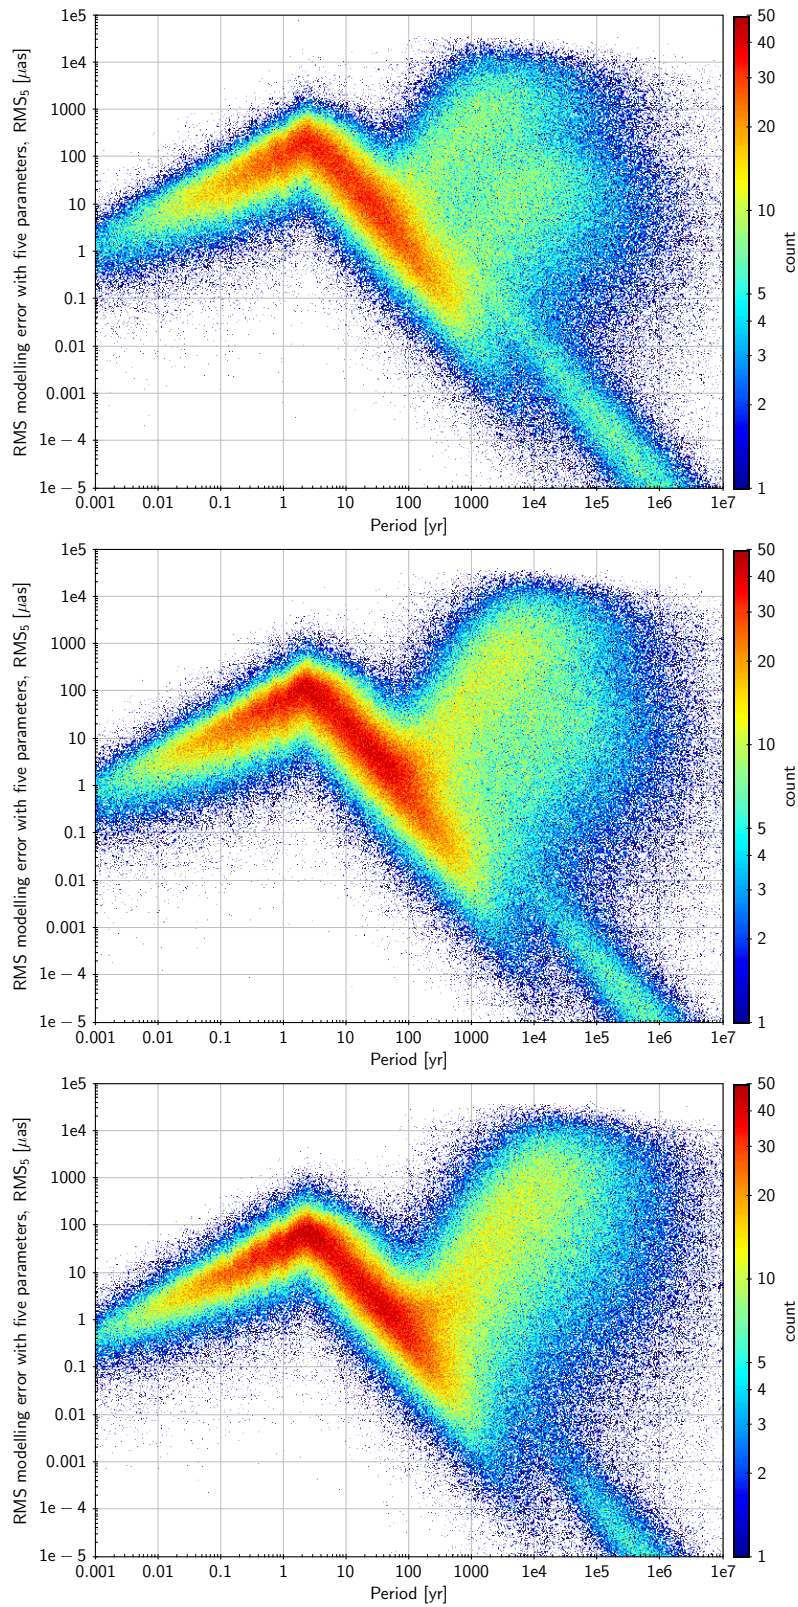 1e5
1e4
1000
100
10
1
0.1
0.01
0.001
1e − 4
1e − 5
RMS modelling error with five parameters, RMS₅ [μas]
0.001 0.01 0.1 1 10 100 1000 1e4 1e5 1e6 1e7
Period [yr]
50
40
30
20
10
5
4
3
2
1
count
1e5
1e4
1000
100
10
1
0.1
0.01
0.001
1e − 4
1e − 5
RMS modelling error with five parameters, RMS₅ [μas]
0.001 0.01 0.1 1 10 100 1000 1e4 1e5 1e6 1e7
Period [yr]
50
40
30
20
10
5
4
3
2
1
count
1e5
1e4
1000
100
10
1
0.1
0.01
0.001
1e − 4
1e − 5
RMS modelling error with five parameters, RMS₅ [μas]
0.001 0.01 0.1 1 10 100 1000 1e4 1e5 1e6 1e7
Period [yr]
50
40
30
20
10
5
4
3
2
1
count